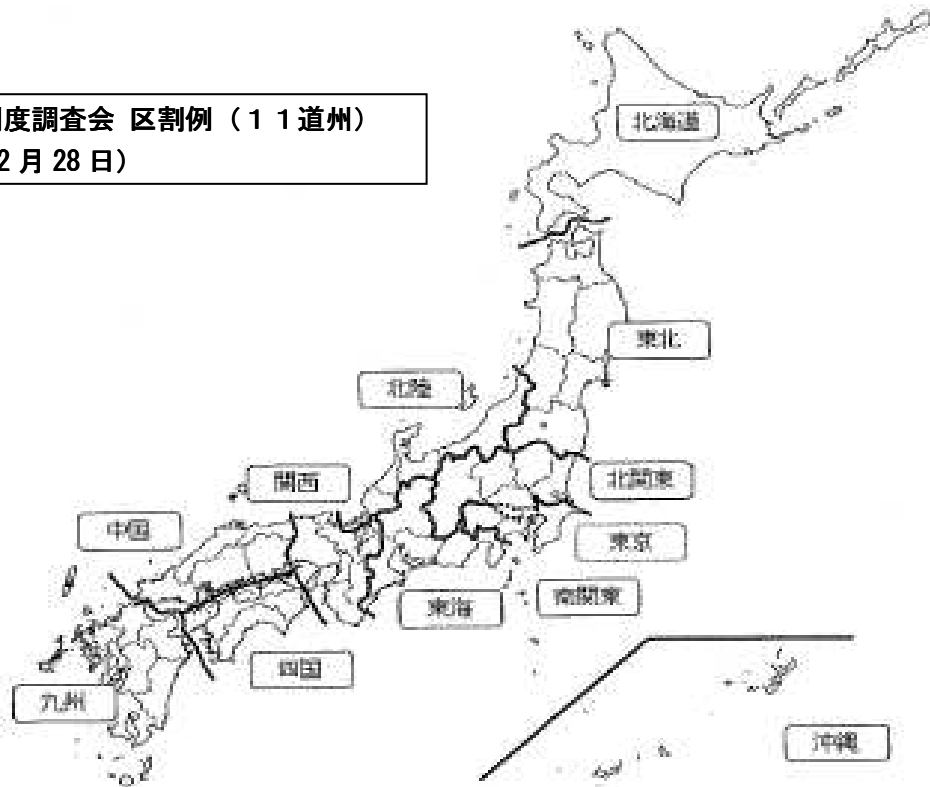 度調査会 区割例（１１道州）
2月28日）
北海道
東北
北陸
関西
北関東
中国
東京
南関東
東海
四国
九州
沖縄